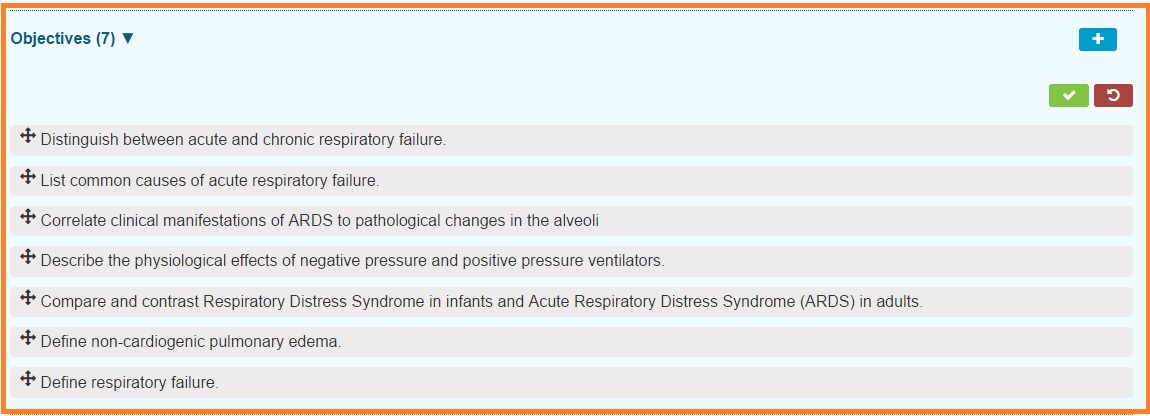 Objectives (7) ▼
Distinguish between acute and chronic respiratory failure.
List common causes of acute respiratory failure.
Correlate clinical manifestations of ARDS to pathological changes in the alveoli
Describe the physiological effects of negative pressure and positive pressure ventilators.
Compare and contrast Respiratory Distress Syndrome in infants and Acute Respiratory Distress Syndrome (ARDS) in adults.
Define non-cardiogenic pulmonary edema.
Define respiratory failure.